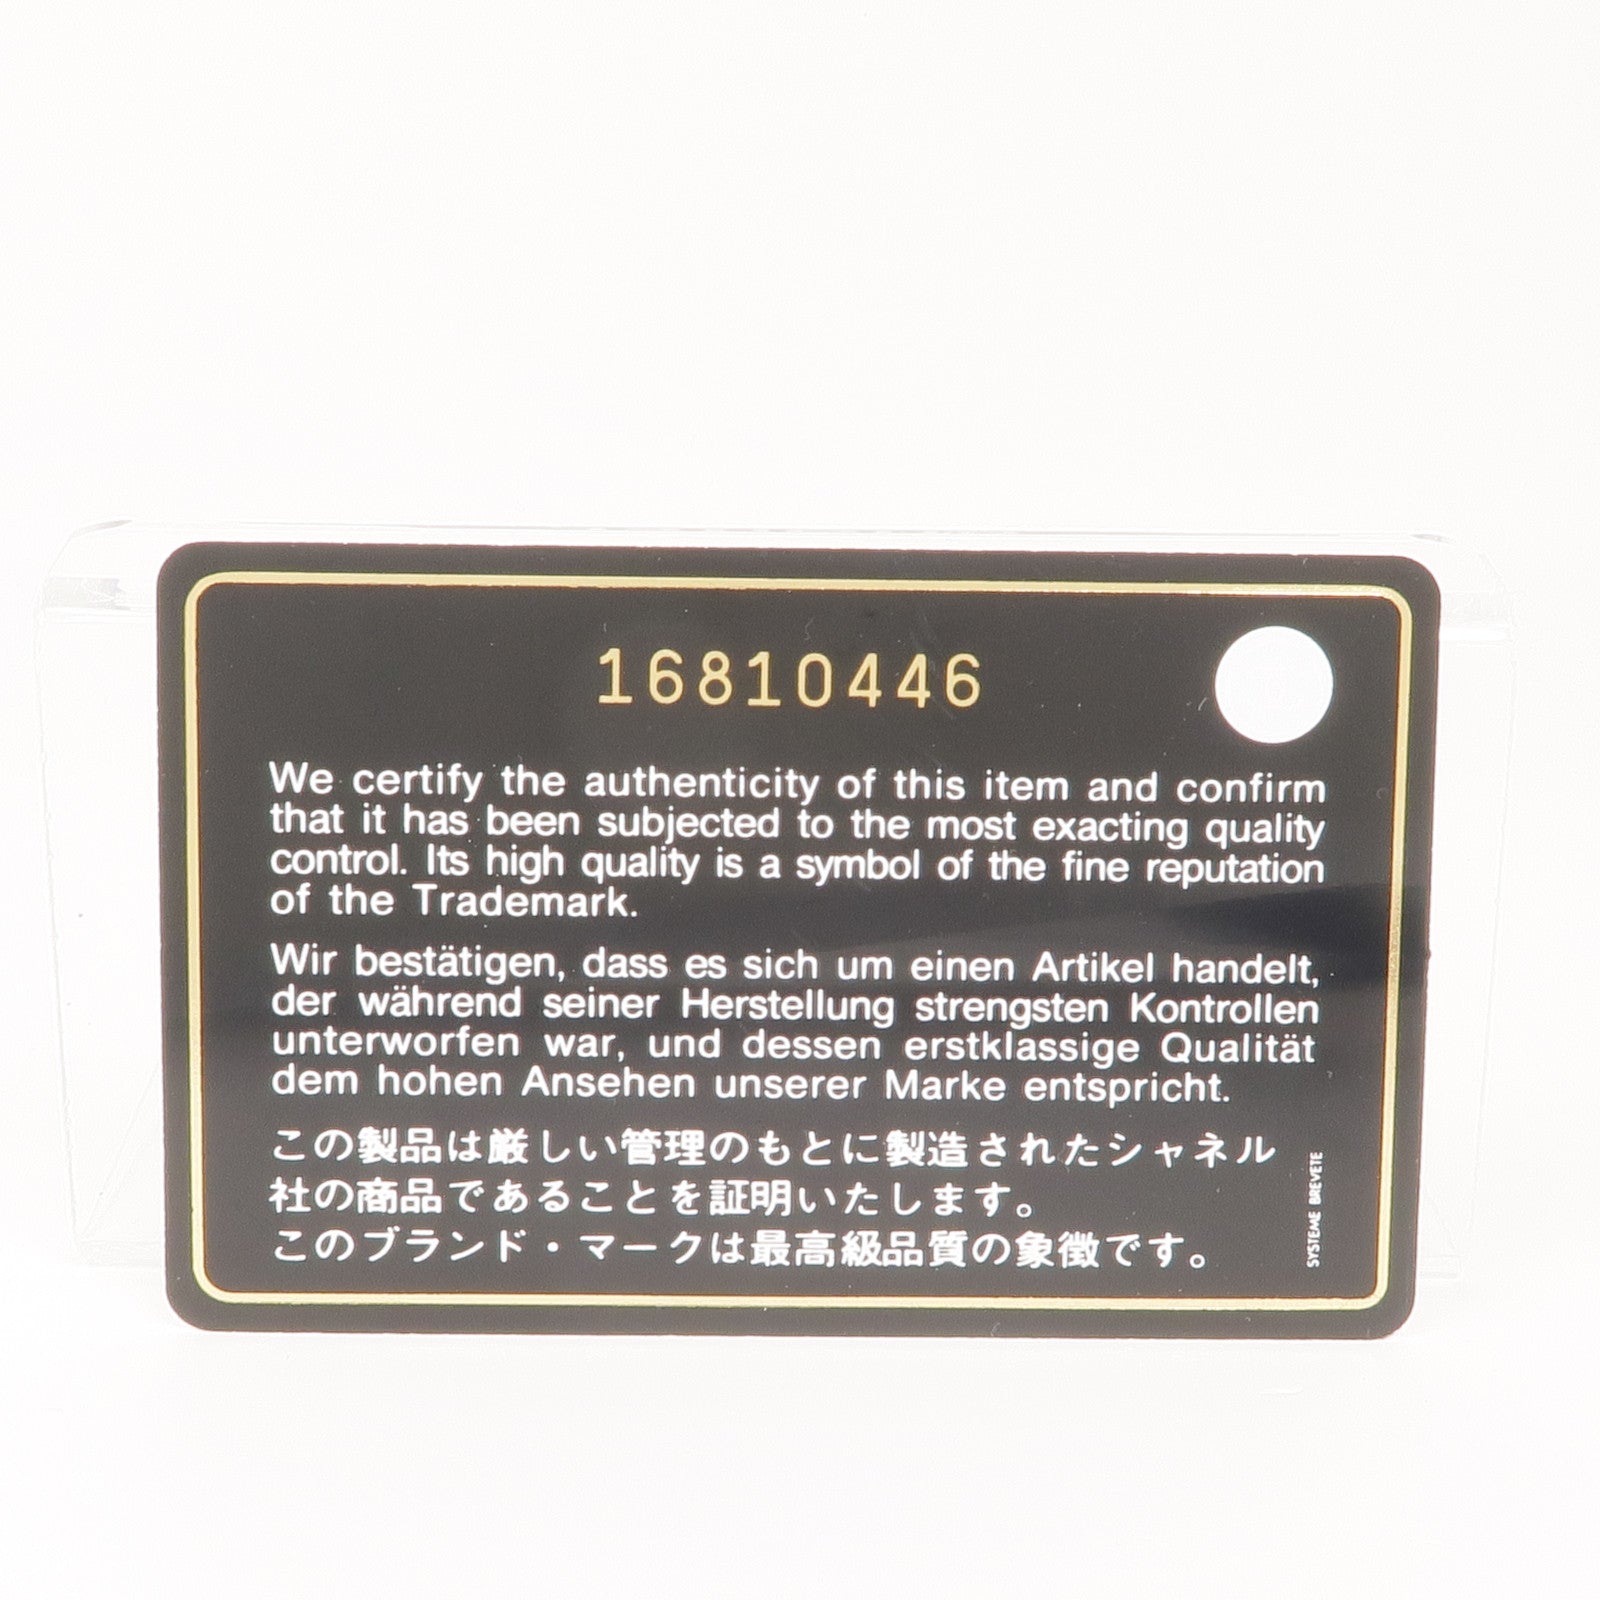 16810446
We certify the authenticity of this item and confirm
that it has been subjected to the most exacting quality
control. Its high quality is a symbol of the fine reputation
of the Trademark.
Wir bestätigen, dass es sich um einen Artikel handelt,
der während seiner Herstellung strengsten Kontrollen
unterworfen war, und dessen erstklassige Qualität
dem hohen Ansehen unserer Marke entspricht.
この製品は厳しい管理のもとに製造されたシャネル
社の商品であることを証明いたします。
このブランド・マークは最高級品質の象徴です。
SYSTEME BREVETE